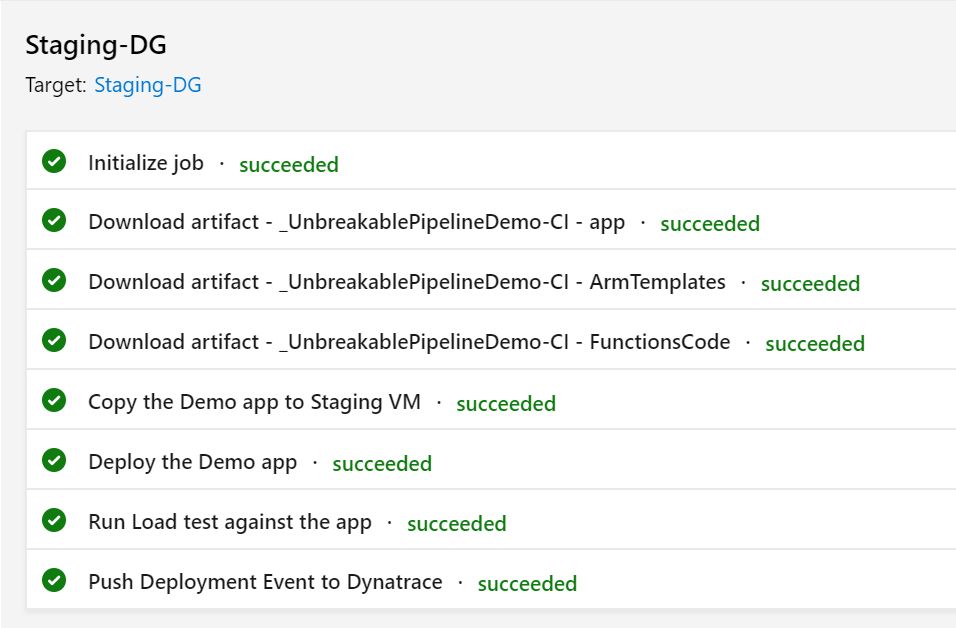 Staging-DG
Target: Staging-DG
Initialize job · succeeded
Download artifact - _UnbreakablePipelineDemo-CI - app · succeeded
Download artifact - _UnbreakablePipelineDemo-CI - ArmTemplates · succeeded
Download artifact - _UnbreakablePipelineDemo-CI - FunctionsCode · succeeded
Copy the Demo app to Staging VM · succeeded
Deploy the Demo app · succeeded
Run Load test against the app · succeeded
Push Deployment Event to Dynatrace · succeeded